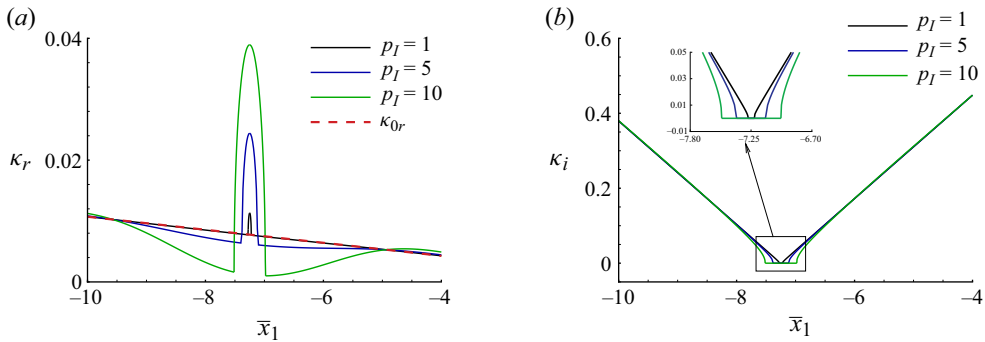 (a)
0.04
p_I = 1
p_I = 5
p_I = 10
κ_{0r}
0.02
κ_r
0
−10
−8
−6
−4
x̅_1
(b)
0.6
0.05
0.03
0.01
−0.01
−7.80
−7.25
−6.70
p_I = 1
p_I = 5
p_I = 10
0.4
κ_i
0.2
0
−10
−8
−6
−4
x̅_1